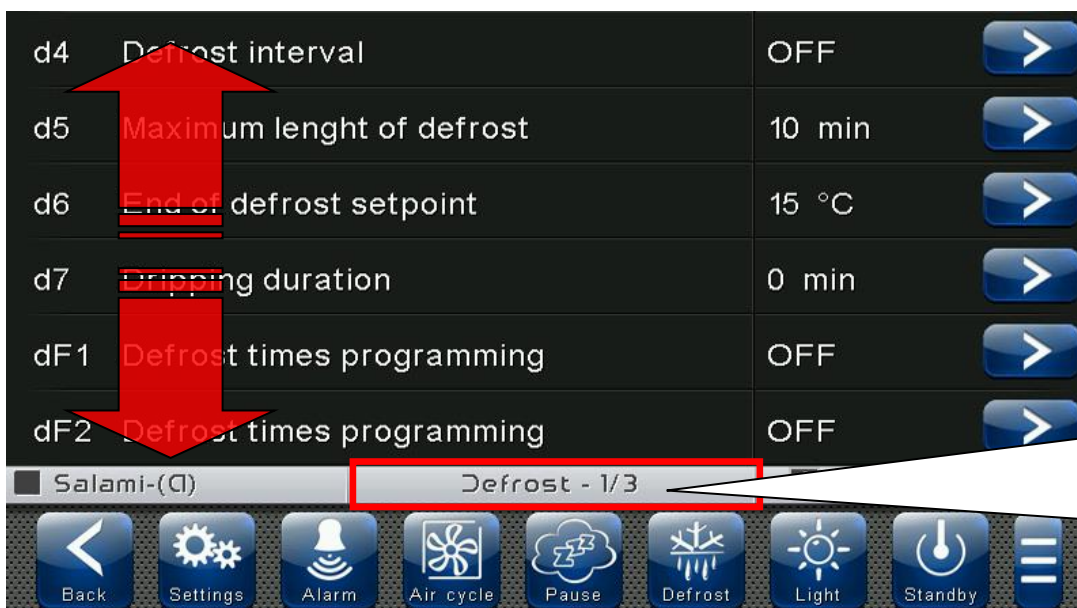 d4 Defrost interval OFF
d5 Maximum lenght of defrost 10 min
d6 End of defrost setpoint 15 °C
d7 Dripping duration 0 min
dF1 Defrost times programming OFF
dF2 Defrost times programming OFF
Salami-(A) Defrost - 1/3
Back Settings Alarm Air cycle Pause Defrost Light Standby